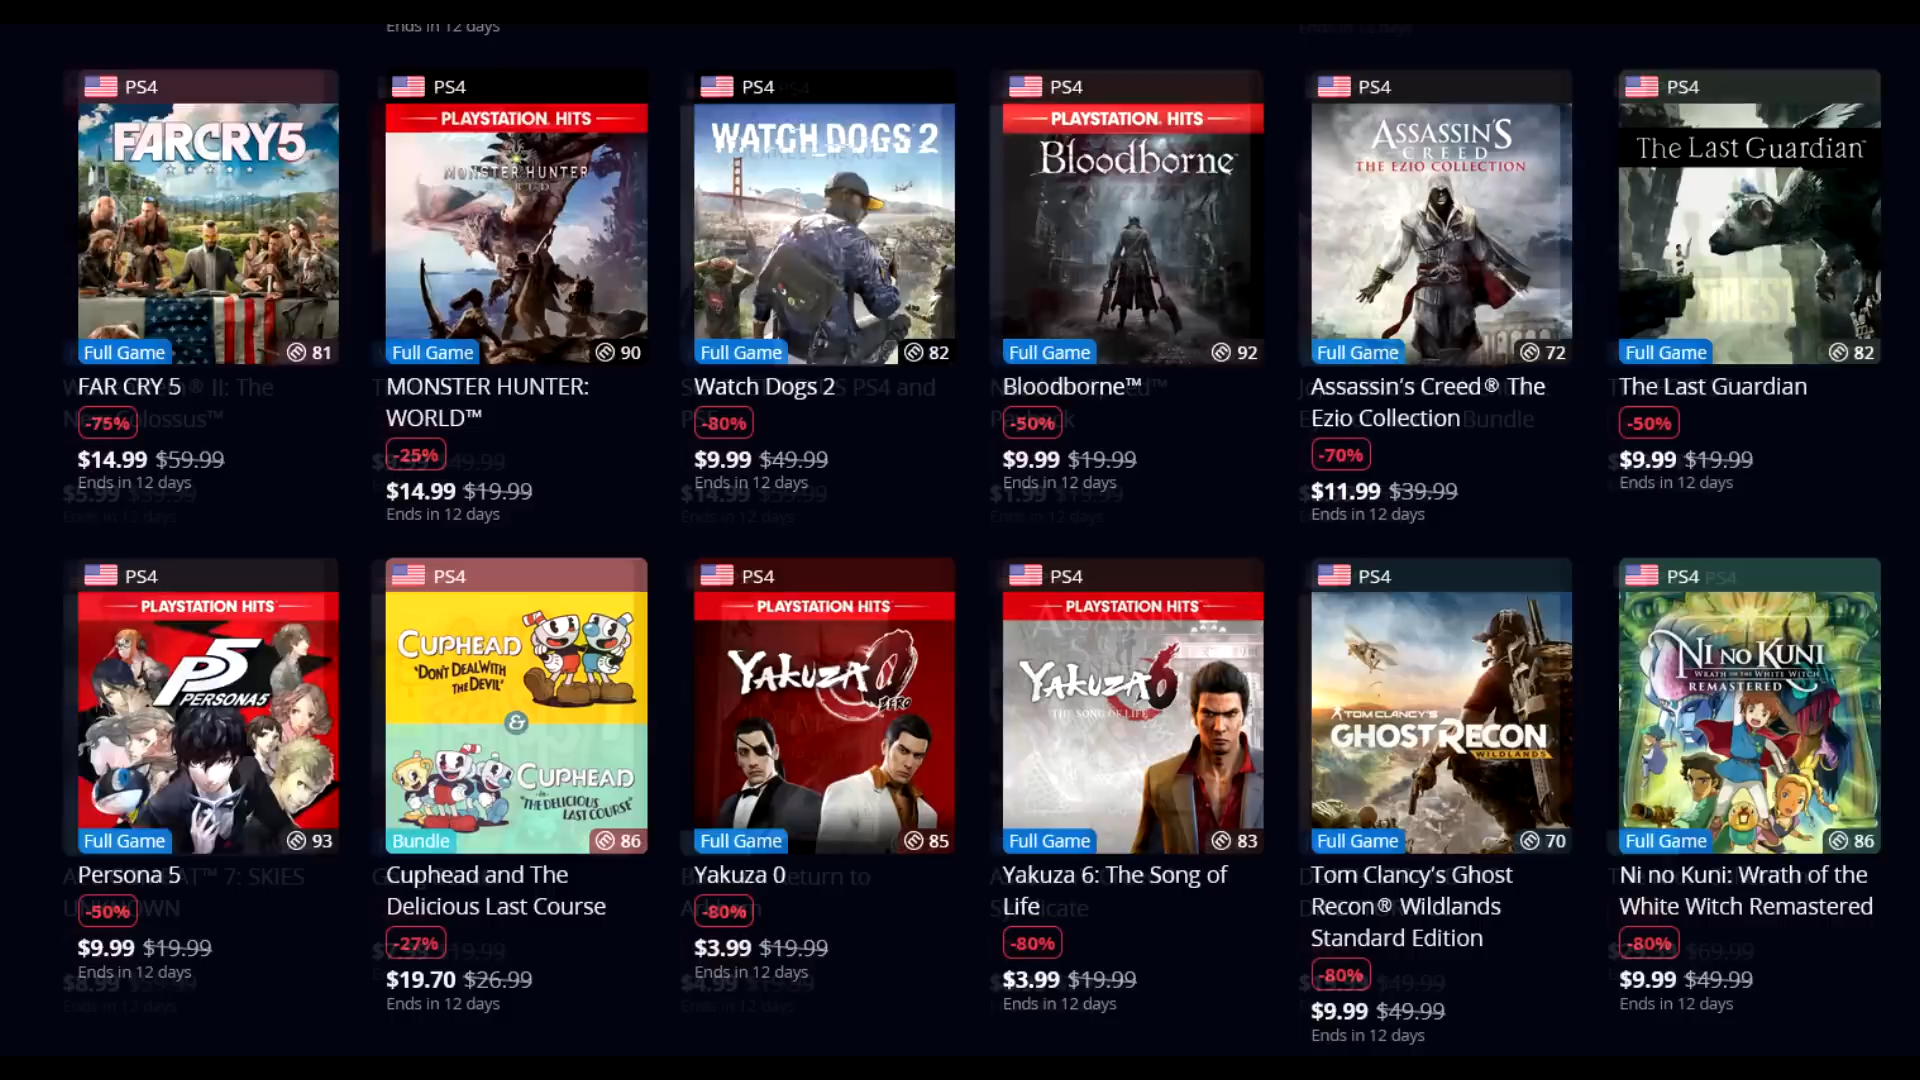 Ends in 12 days
PS4
PS4
PS4
PS4
PS4
PS4
FARCRY5
PLAYSTATION HITS
MONSTER HUNTER
WATCH_DOGS 2
PLAYSTATION HITS
Bloodborne
ASSASSIN'S
CREED
THE EZIO COLLECTION
The Last Guardian
Full Game 81
Full Game 90
Full Game 82
Full Game 92
Full Game 72
Full Game 82
FAR CRY 5
-75%
$14.99 $59.99
Ends in 12 days
MONSTER HUNTER:
WORLD™
-25%
$14.99 $19.99
Ends in 12 days
Watch Dogs 2
-80%
$9.99 $49.99
Ends in 12 days
Bloodborne™
-50%
$9.99 $19.99
Ends in 12 days
Assassin's Creed® The
Ezio Collection
-70%
$11.99 $39.99
Ends in 12 days
The Last Guardian
-50%
$9.99 $19.99
Ends in 12 days
PS4
PS4
PS4
PS4
PS4
PS4
PLAYSTATION HITS
P5
PERSONA5
CUPHEAD
"DON'T DEAL WITH
THE DEVIL"
&
CUPHEAD
-in-
"THE DELICIOUS
LAST COURSE"
PLAYSTATION HITS
YAKUZA 0
ZERO
PLAYSTATION HITS
YAKUZA 6
THE SONG OF LIFE
TOM CLANCY'S
GHOST RECON
WILDLANDS
NI NO KUNI
WRATH OF THE WHITE WITCH
REMASTERED
Full Game 93
Bundle 86
Full Game 85
Full Game 83
Full Game 70
Full Game 86
Persona 5
-50%
$9.99 $19.99
Ends in 12 days
Cuphead and The
Delicious Last Course
-27%
$19.70 $26.99
Ends in 12 days
Yakuza 0
-80%
$3.99 $19.99
Ends in 12 days
Yakuza 6: The Song of
Life
-80%
$3.99 $19.99
Ends in 12 days
Tom Clancy's Ghost
Recon® Wildlands
Standard Edition
-80%
$9.99 $49.99
Ends in 12 days
Ni no Kuni: Wrath of the
White Witch Remastered
-80%
$9.99 $49.99
Ends in 12 days